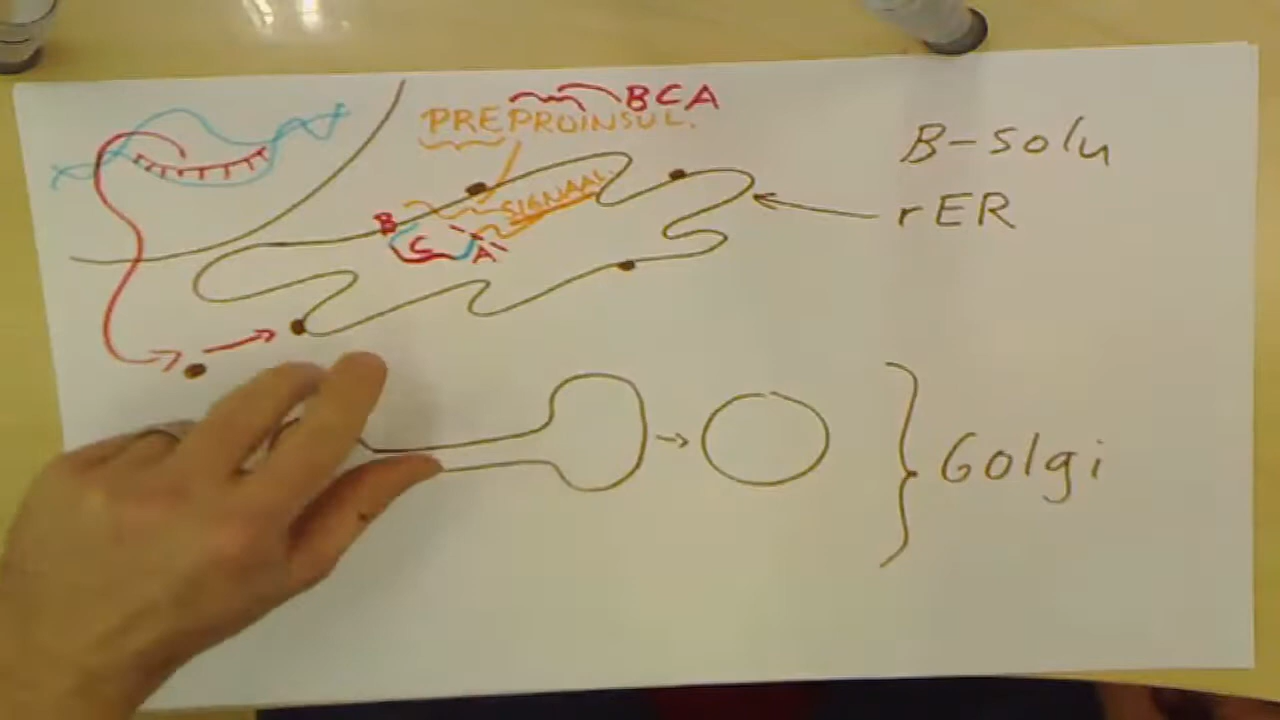 BCA
PREPROINSUL.
B-solu
SIGNAAL
rER
B
C
A
Golgi